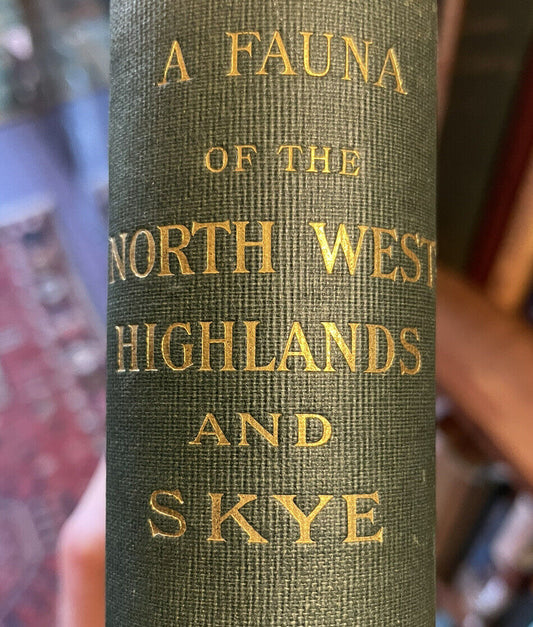 A FAUNA
OF THE
NORTH WEST
HIGHLANDS
AND
SKYE